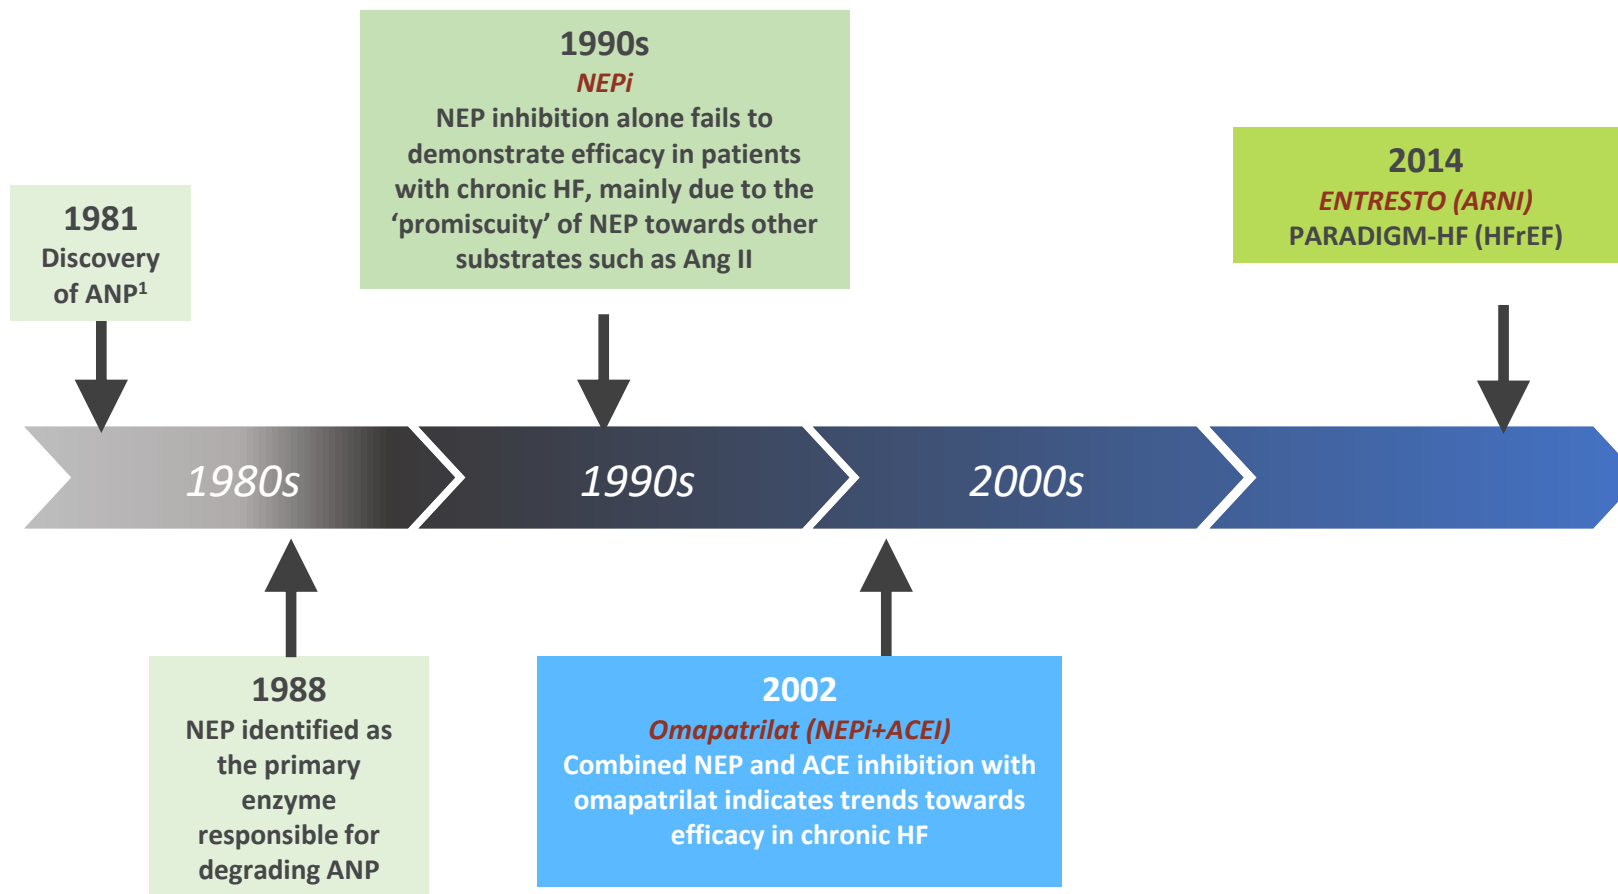 1990s
NEPi
NEP inhibition alone fails to
demonstrate efficacy in patients
with chronic HF, mainly due to the
‘promiscuity’ of NEP towards other
substrates such as Ang II
2014
ENTRESTO (ARNI)
PARADIGM-HF (HFrEF)
1981
Discovery
of ANP¹
1980s
1990s
2000s
1988
NEP identified as
the primary
enzyme
responsible for
degrading ANP
2002
Omapatrilat (NEPi+ACEI)
Combined NEP and ACE inhibition with
omapatrilat indicates trends towards
efficacy in chronic HF